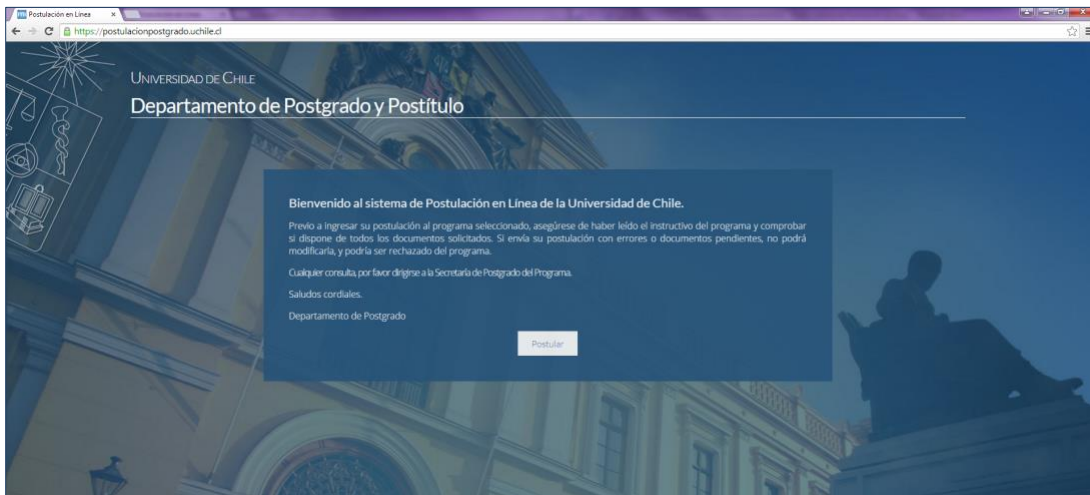 Postulación en Línea
https://postulacionpostgrado.uchile.cl
UNIVERSIDAD DE CHILE
Departamento de Postgrado y Postítulo
Bienvenido al sistema de Postulación en Línea de la Universidad de Chile.
Previo a ingresar su postulación al programa seleccionado, asegúrese de haber leído el instructivo del programa y comprobar
si dispone de todos los documentos solicitados. Si envía su postulación con errores o documentos pendientes, no podrá
modificarla, y podría ser rechazado del programa.
Cualquier consulta, por favor dirigirse a la Secretaría de Postgrado del Programa.
Saludos cordiales.
Departamento de Postgrado
Postular